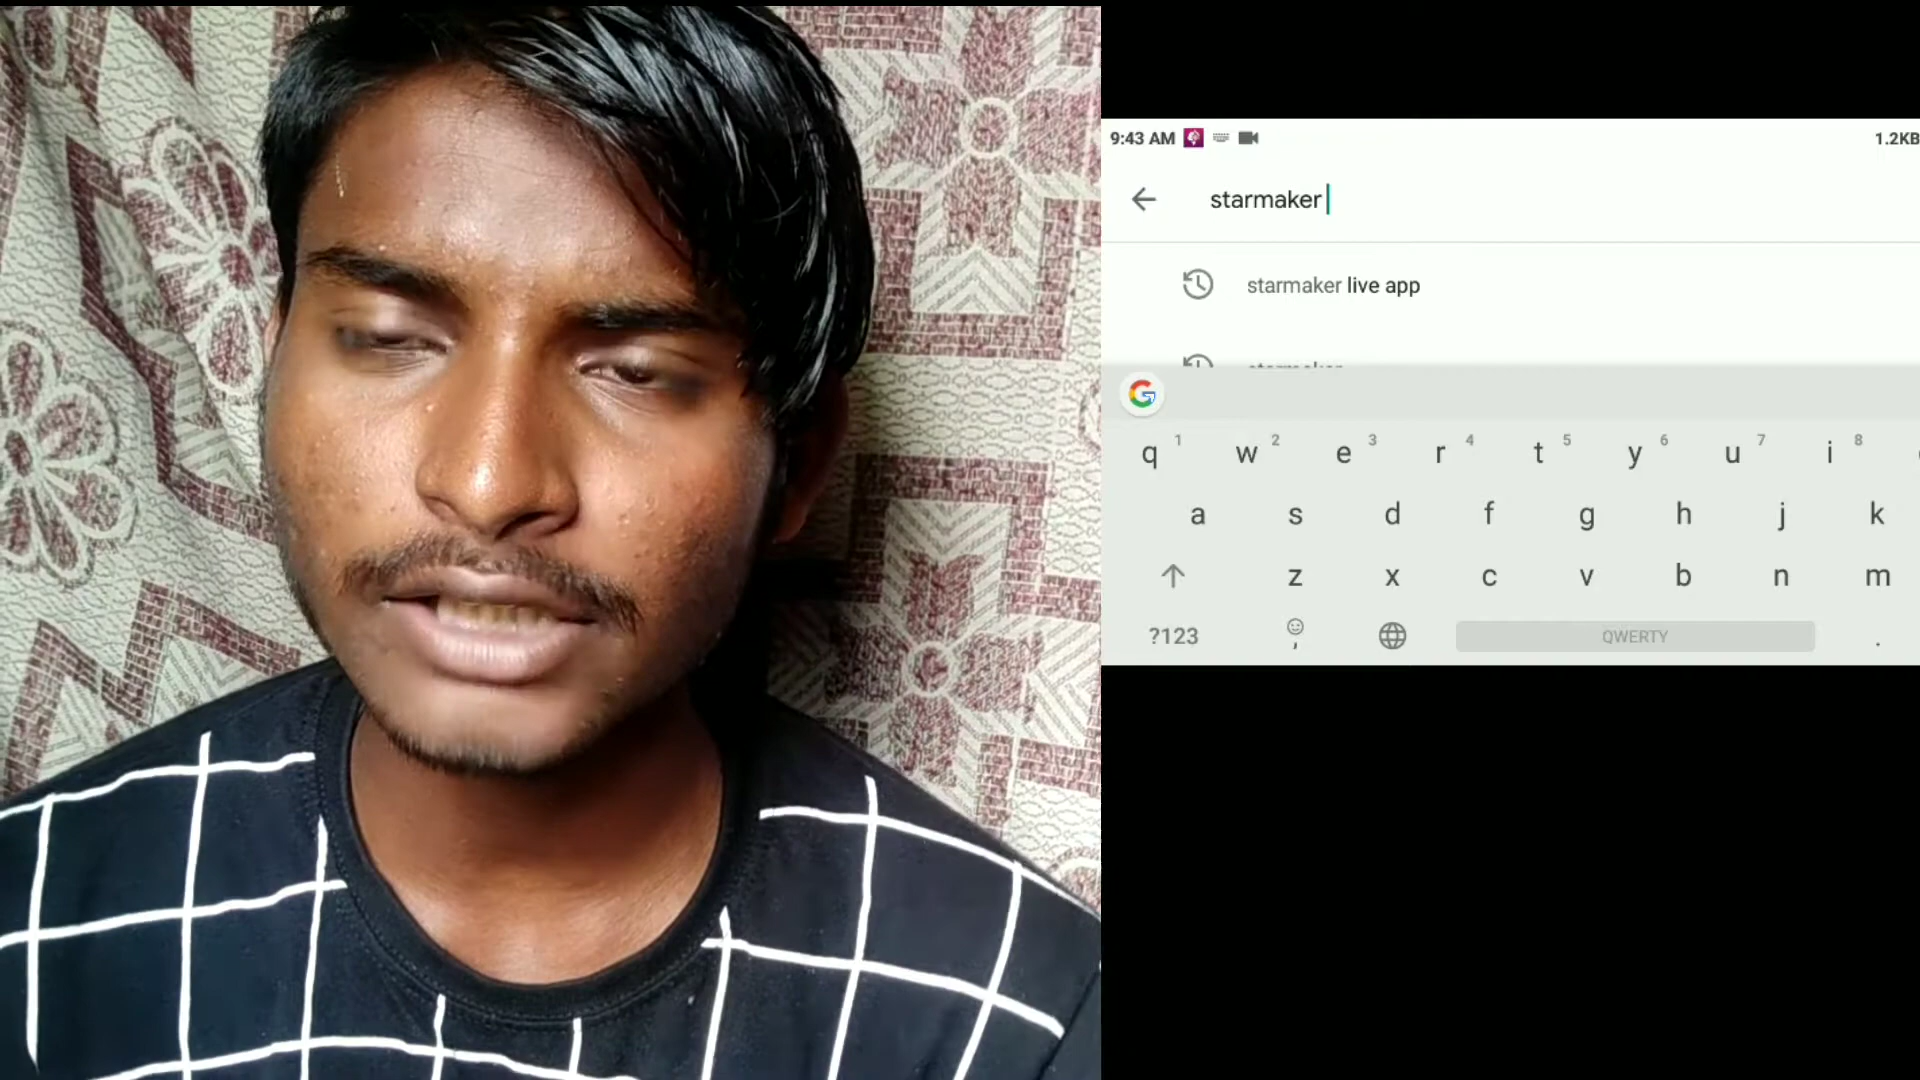 9:43 AM 1.2KB
starmaker
starmaker live app
starmaker
G
q 1 w 2 e 3 r 4 t 5 y 6 u 7 i 8
a s d f g h j k
z x c v b n m
?123 , QWERTY .